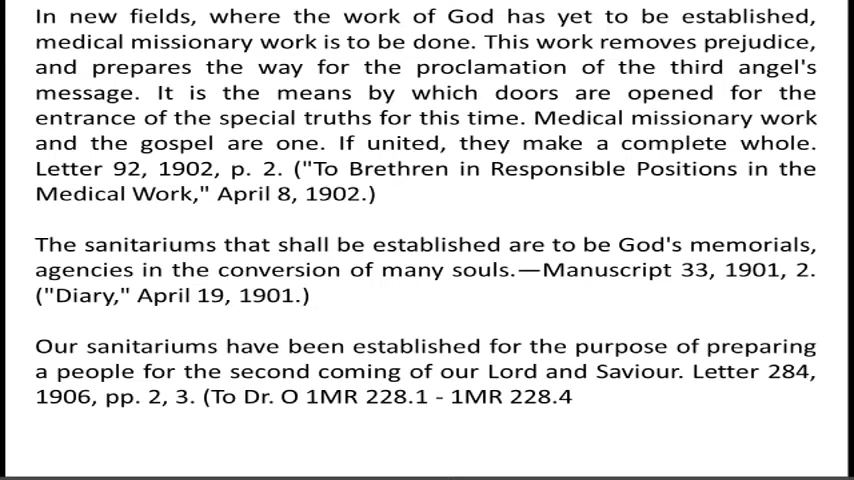 In new fields, where the work of God has yet to be established,
medical missionary work is to be done. This work removes prejudice,
and prepares the way for the proclamation of the third angel's
message. It is the means by which doors are opened for the
entrance of the special truths for this time. Medical missionary work
and the gospel are one. If united, they make a complete whole.
Letter 92, 1902, p. 2. ("To Brethren in Responsible Positions in the
Medical Work," April 8, 1902.)
The sanitariums that shall be established are to be God's memorials,
agencies in the conversion of many souls.—Manuscript 33, 1901, 2.
("Diary," April 19, 1901.)
Our sanitariums have been established for the purpose of preparing
a people for the second coming of our Lord and Saviour. Letter 284,
1906, pp. 2, 3. (To Dr. O 1MR 228.1 - 1MR 228.4